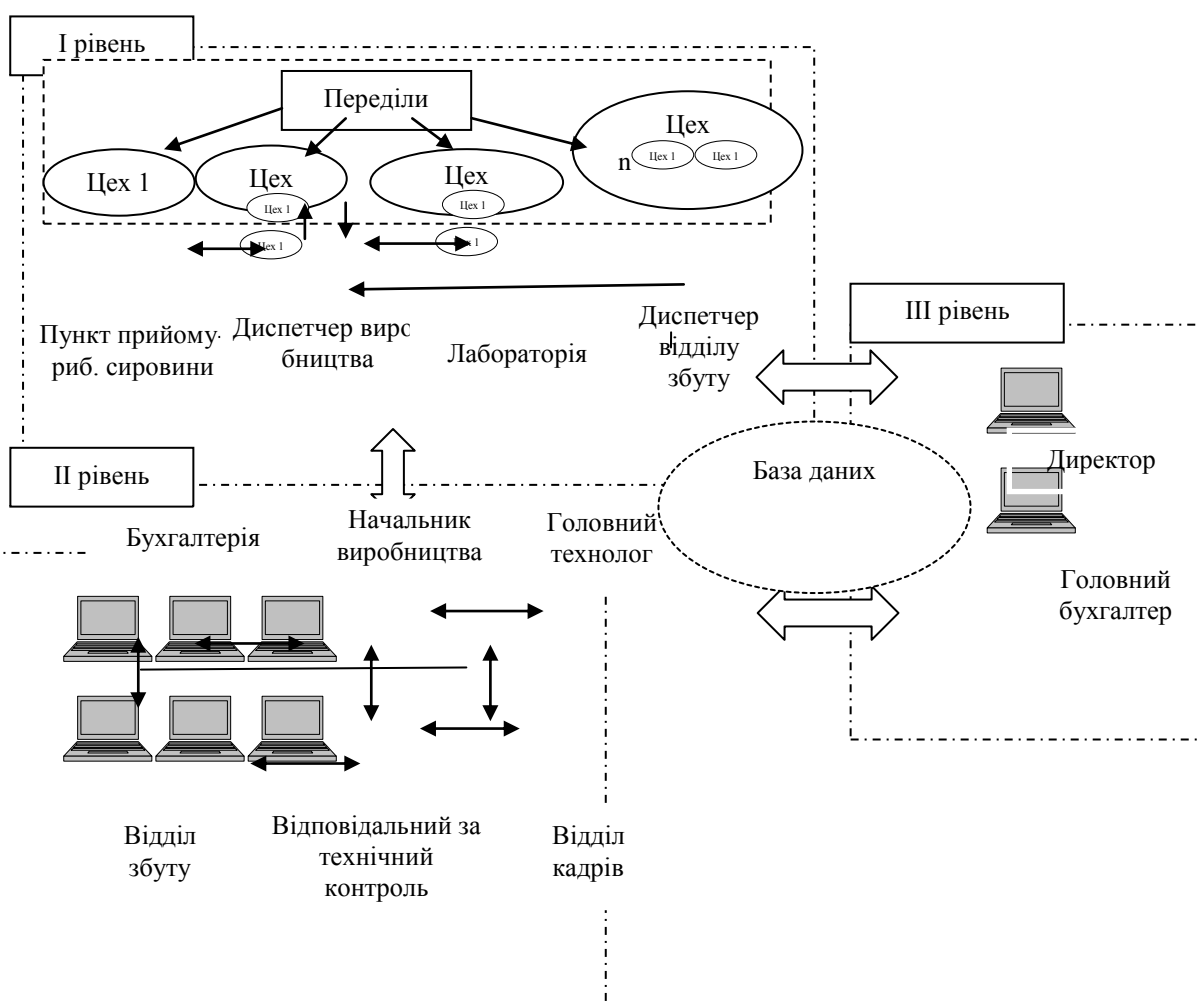 I рівень
Переділи
Цех 1
Цех
Цех 1
Цех 1
Цех
Цех 1
Цех 1
Цех
n
Цех 1
Цех 1
Пункт прийому
риб. сировини
Диспетчер виро
бництва
Лабораторія
Диспетчер
відділу
збуту
III рівень
Директор
Головний
бухгалтер
База даних
II рівень
Бухгалтерія
Начальник
виробництва
Головний
технолог
Відділ
збуту
Відповідальний за
технічний
контроль
Відділ
кадрів